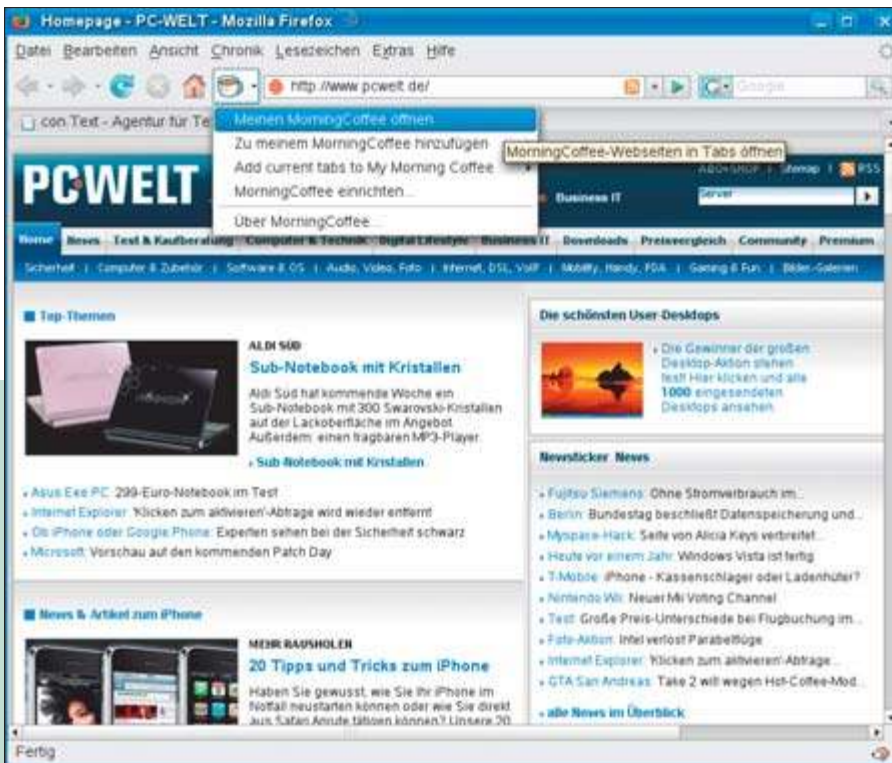 Homepage - PC-WELT - Mozilla Firefox
Datei Bearbeiten Ansicht Chronik Lesezeichen Extras Hilfe
http://www.pcwelt.de/
Google
con Text - Agentur für Te
Meinen MorningCoffee öffnen
Zu meinem MorningCoffee hinzufügen
Add current tabs to My Morning Coffee
MorningCoffee einrichten...
Über MorningCoffee...
MorningCoffee-Webseiten in Tabs öffnen
PCWELT
ABO+SHOP | Sitemap | RSS
Business IT
Server
Home News Test & Kaufberatung Computer & Technik Digital Lifestyle Business IT Downloads Preisvergleich Community Premium
Sicherheit | Computer & Zubehör | Software & OS | Audio, Video, Foto | Internet, DSL, VoIP | Mobility, Handy, PDA | Gaming & Fun | Bilder-Galerien
Top-Themen
ALDI SÜD
Sub-Notebook mit Kristallen
Aldi Süd hat kommende Woche ein
Sub-Notebook mit 300 Swarovski-Kristallen
auf der Lackoberfläche im Angebot
Außerdem: einen tragbaren MP3-Player.
Sub-Notebook mit Kristallen
Asus Eee PC: 299-Euro-Notebook im Test
Internet Explorer: 'Klicken zum aktivieren'-Abfrage wird wieder entfernt
Ob iPhone oder Google Phone: Experten sehen bei der Sicherheit schwarz
Microsoft: Vorschau auf den kommenden Patch Day
News & Artikel zum iPhone
MEHR RAUSHOLEN
20 Tipps und Tricks zum iPhone
Haben Sie gewusst, wie Sie Ihr iPhone im
Notfall neustarten können oder wie Sie direkt
aus Safari Anrufe tätigen können? Unsere 20
Die schönsten User-Desktops
Die Gewinner der großen
Desktop-Aktion stehen
fest! Hier klicken und alle
1000 eingesendeten
Desktops ansehen.
Newsticker News
Fujitsu Siemens: Ohne Stromverbrauch im...
Berlin: Bundestag beschließt Datenspeicherung und...
Myspace-Hack: Seite von Alicia Keys verbreitet...
Heute vor einem Jahr: Windows Vista ist fertig
T-Mobile: iPhone - Kassenschlager oder Ladenhüter?
Nintendo Wii: Neuer Mii Voting Channel
Test: Große Preis-Unterschiede bei Flugbuchung im...
Foto-Aktion: Intel verlost Parabelflüge
Internet Explorer: 'Klicken zum aktivieren'-Abfrage...
GTA San Andreas: Take 2 will wegen Hot-Coffee-Mod...
alle News im Überblick
Fertig